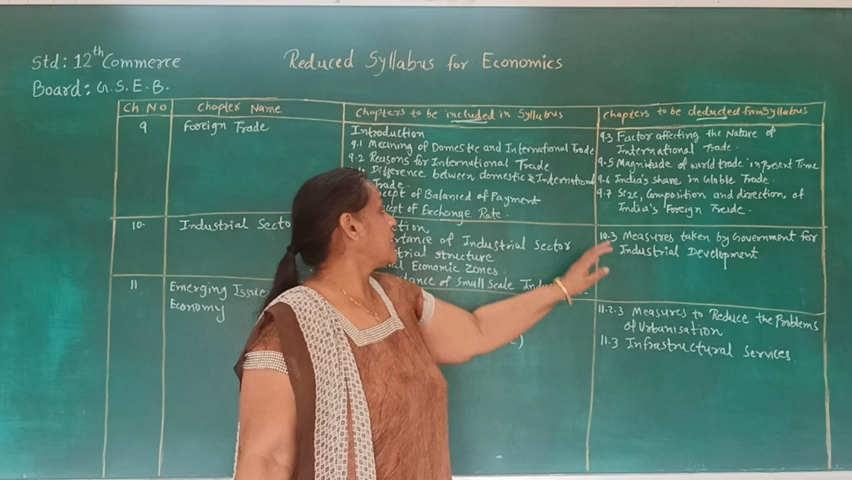 Std: 12th Commerce
Board: G.S.E.B.
Reduced Syllabus for Economics
Ch.No
Chapter Name
Chapters to be included in Syllabus
Chapters to be deducted from Syllabus
9
Foreign Trade
Introduction
9.1 Meaning of Domestic and International Trade
9.2 Reasons for International Trade
Difference between domestic & International
Trade.
of Balanced of Payment
of Exchange Rate.
9.3 Factor affecting the Nature of
International Trade.
9.5 Magnitude of world trade in Present Time
9.6 India's share in Globle Trade.
9.7 Size, Composition and direction of
India's Foreign Trade.
10.
Industrial Secto
of Industrial Sector
structure
Economic Zones.
of Small Scale
10.3 Measures taken by Government for
Industrial Development
11
Emerging Issue
Economy
11.2.3 Measures to Reduce the Problems
of Urbanisation
11.3 Infrastructural Services